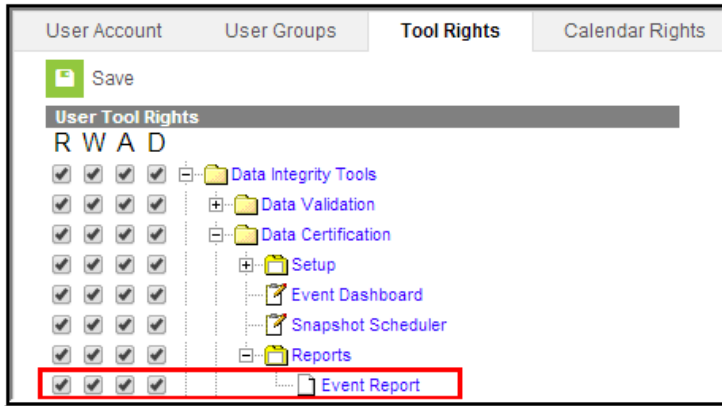 User Account User Groups Tool Rights Calendar Rights
Save
User Tool Rights
R W A D
Data Integrity Tools
Data Validation
Data Certification
Setup
Event Dashboard
Snapshot Scheduler
Reports
Event Report